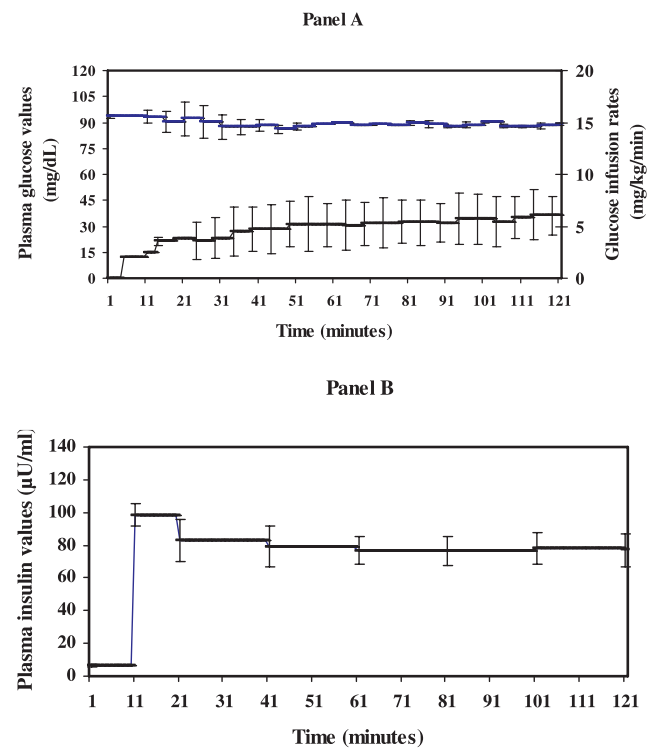 Panel A
120
105
90
75
60
45
30
15
0
Plasma glucose values
(mg/dL)
20
15
10
5
0
Glucose infusion rates
(mg/kg/min)
1 11 21 31 41 51 61 71 81 91 101 111 121
Time (minutes)
Panel B
140
120
100
80
60
40
20
0
Plasma insulin values (µU/ml)
1 11 21 31 41 51 61 71 81 91 101 111 121
Time (minutes)